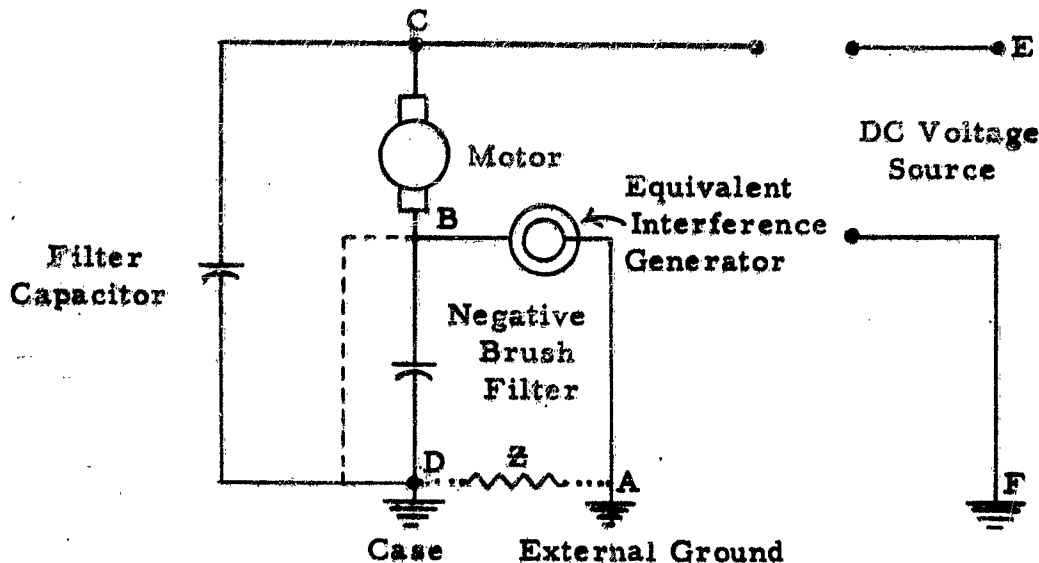 C
E
DC Voltage
Source
Motor
Equivalent
Interference
Generator
B
Filter
Capacitor
Negative
Brush
Filter
D
Z
A
F
Case
External Ground